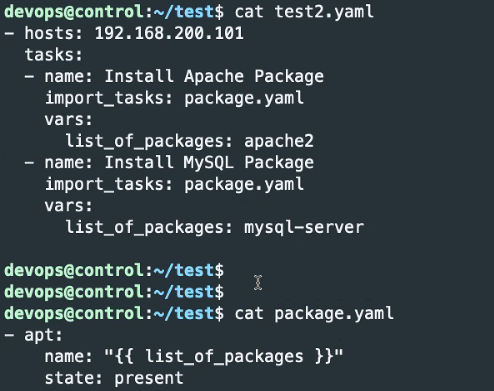 devops@control:~/test$ cat test2.yaml
- hosts: 192.168.200.101
  tasks:
  - name: Install Apache Package
    import_tasks: package.yaml
    vars:
      list_of_packages: apache2
  - name: Install MySQL Package
    import_tasks: package.yaml
    vars:
      list_of_packages: mysql-server

devops@control:~/test$
devops@control:~/test$
devops@control:~/test$ cat package.yaml
- apt:
    name: "{{ list_of_packages }}"
    state: present